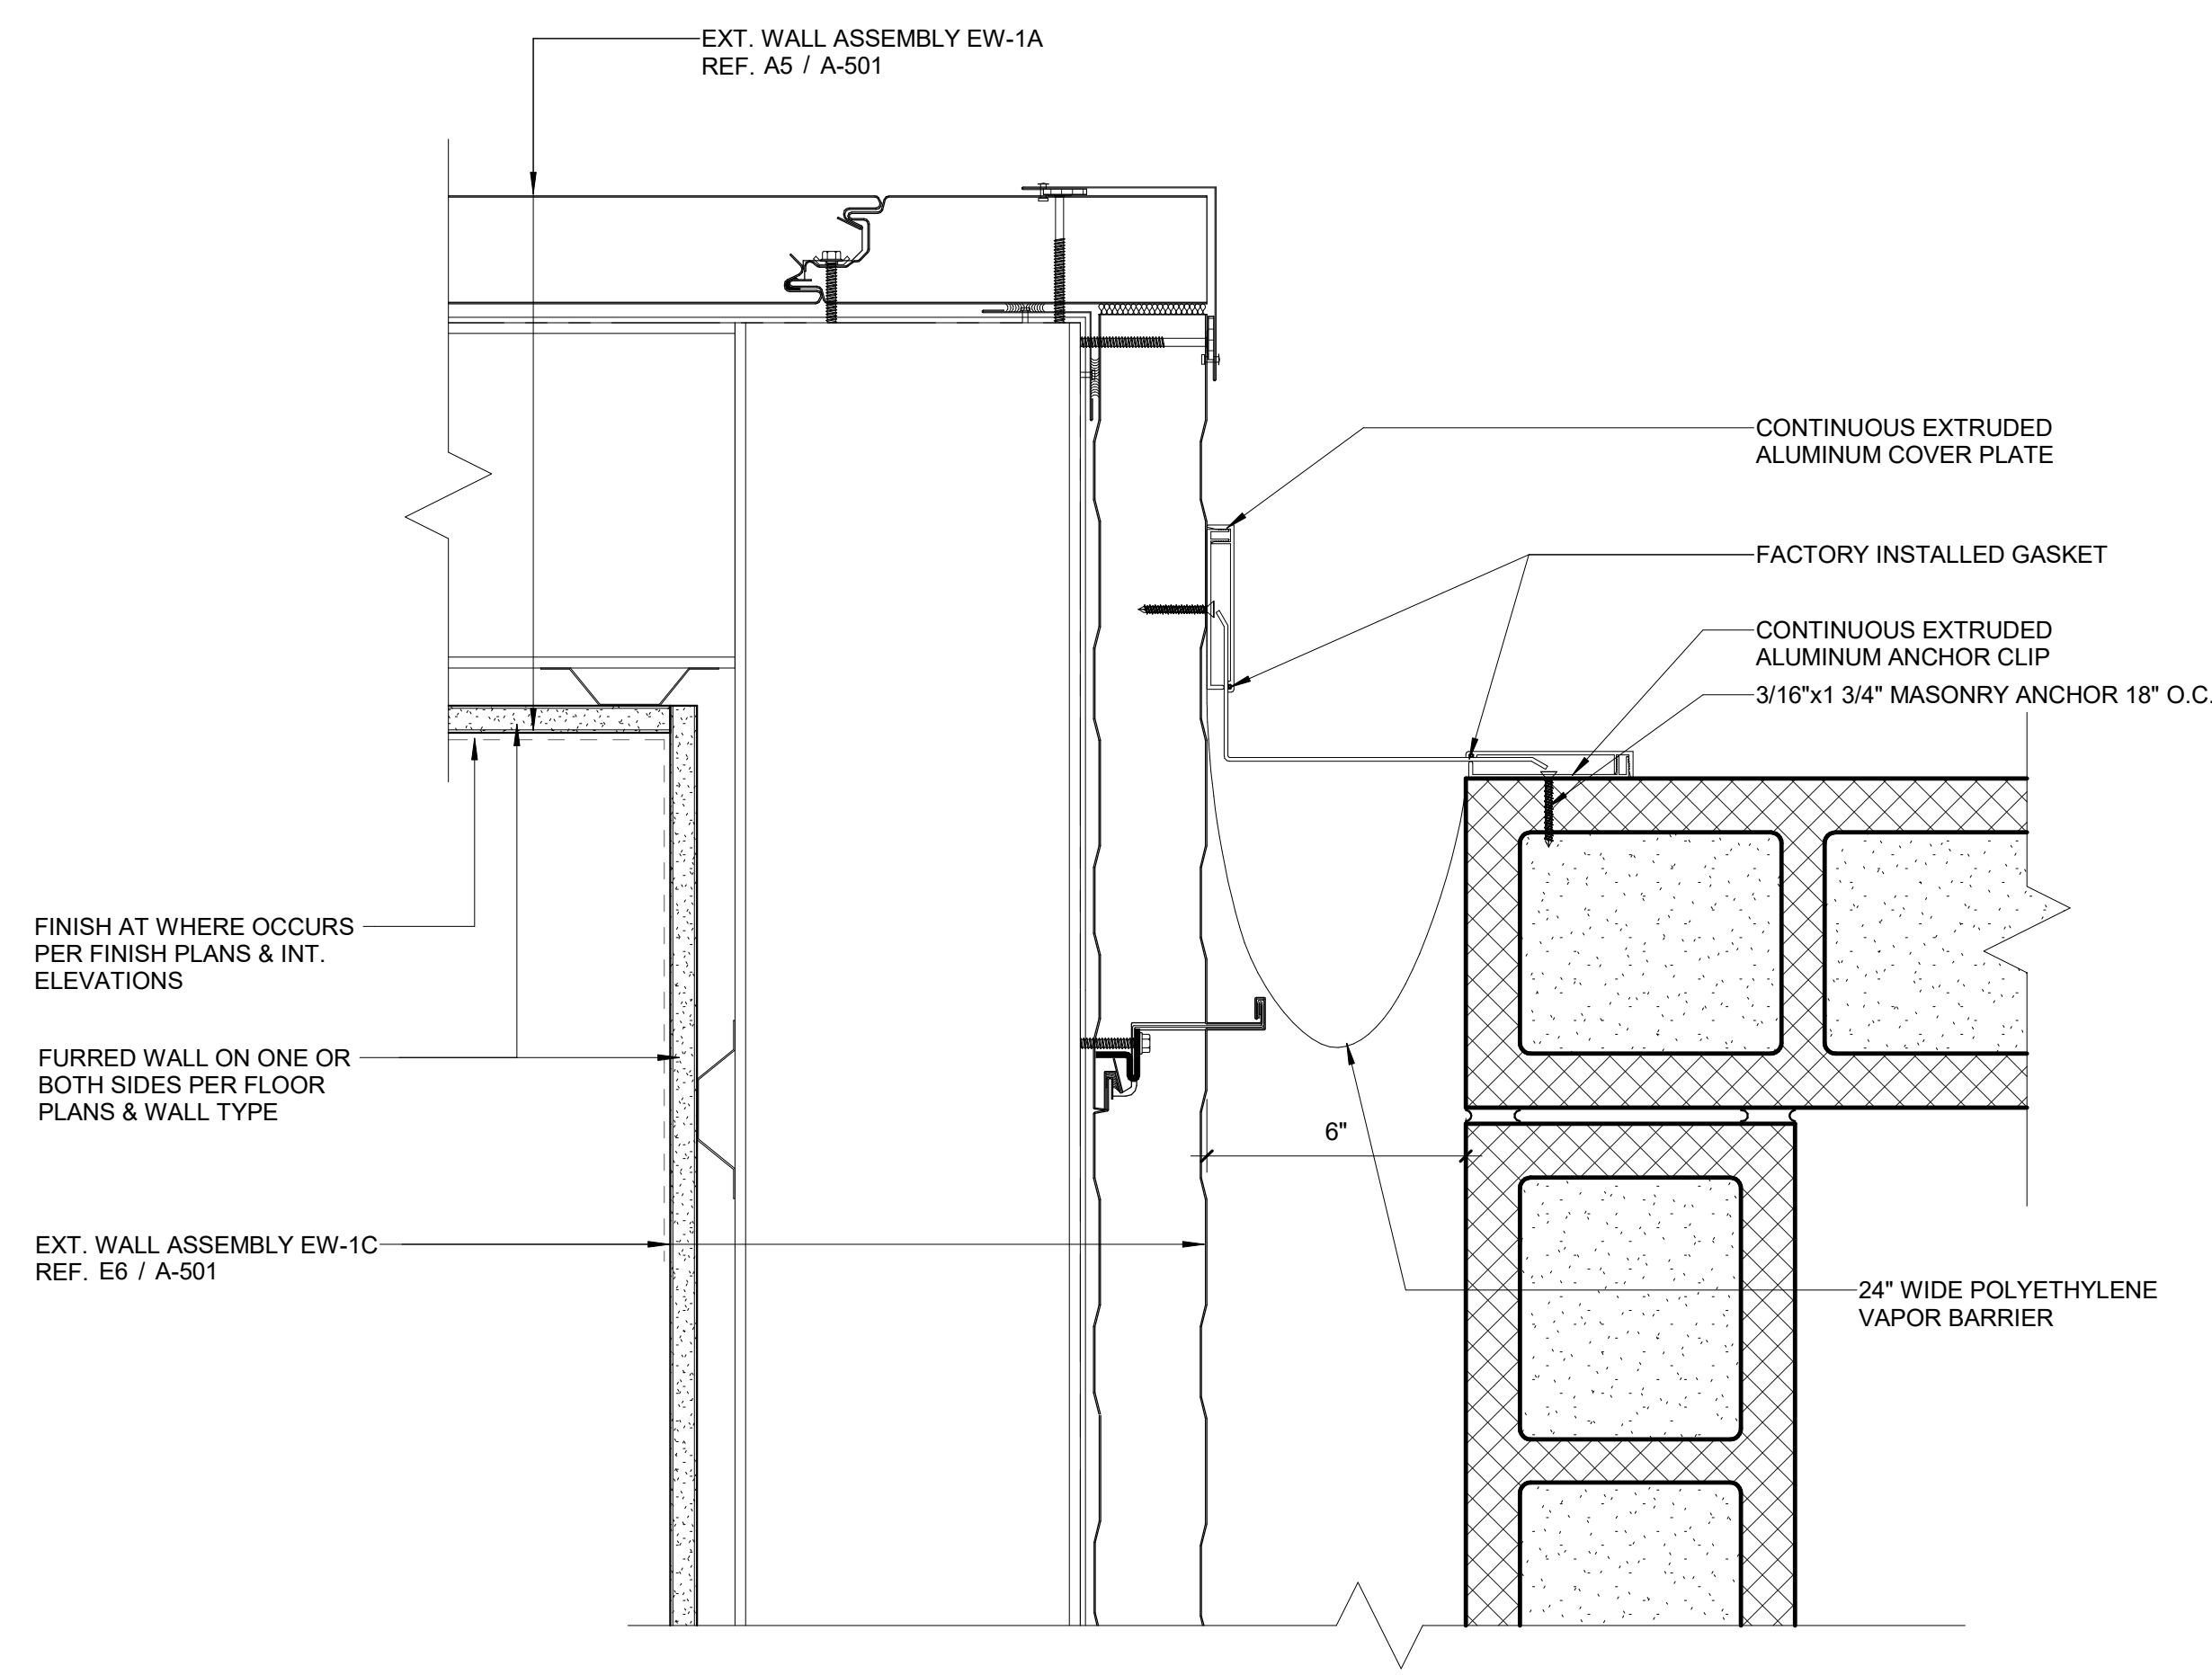 EXT. WALL ASSEMBLY EW-1A
REF. A5 / A-501
CONTINUOUS EXTRUDED
ALUMINUM COVER PLATE
FACTORY INSTALLED GASKET
CONTINUOUS EXTRUDED
ALUMINUM ANCHOR CLIP
3/16"x1 3/4" MASONRY ANCHOR 18" O.C.
FINISH AT WHERE OCCURS
PER FINISH PLANS & INT.
ELEVATIONS
FURRED WALL ON ONE OR
BOTH SIDES PER FLOOR
PLANS & WALL TYPE
6"
EXT. WALL ASSEMBLY EW-1C
REF. E6 / A-501
24" WIDE POLYETHYLENE
VAPOR BARRIER